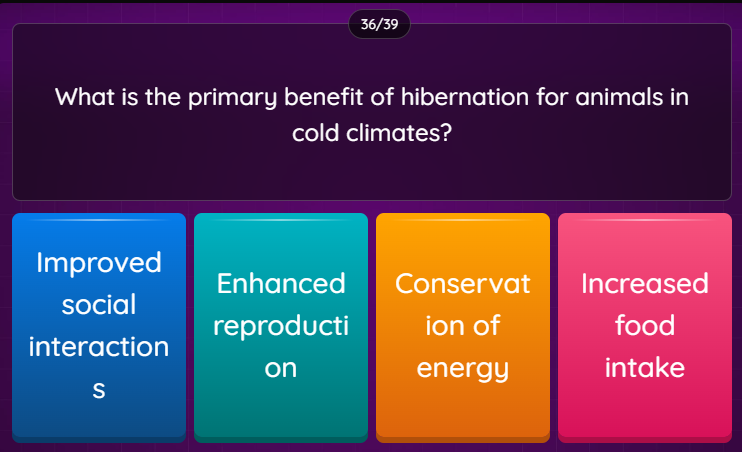 36/39
What is the primary benefit of hibernation for animals in
cold climates?
Improved
social
interaction
s
Enhanced
reproducti
on
Conservat
ion of
energy
Increased
food
intake